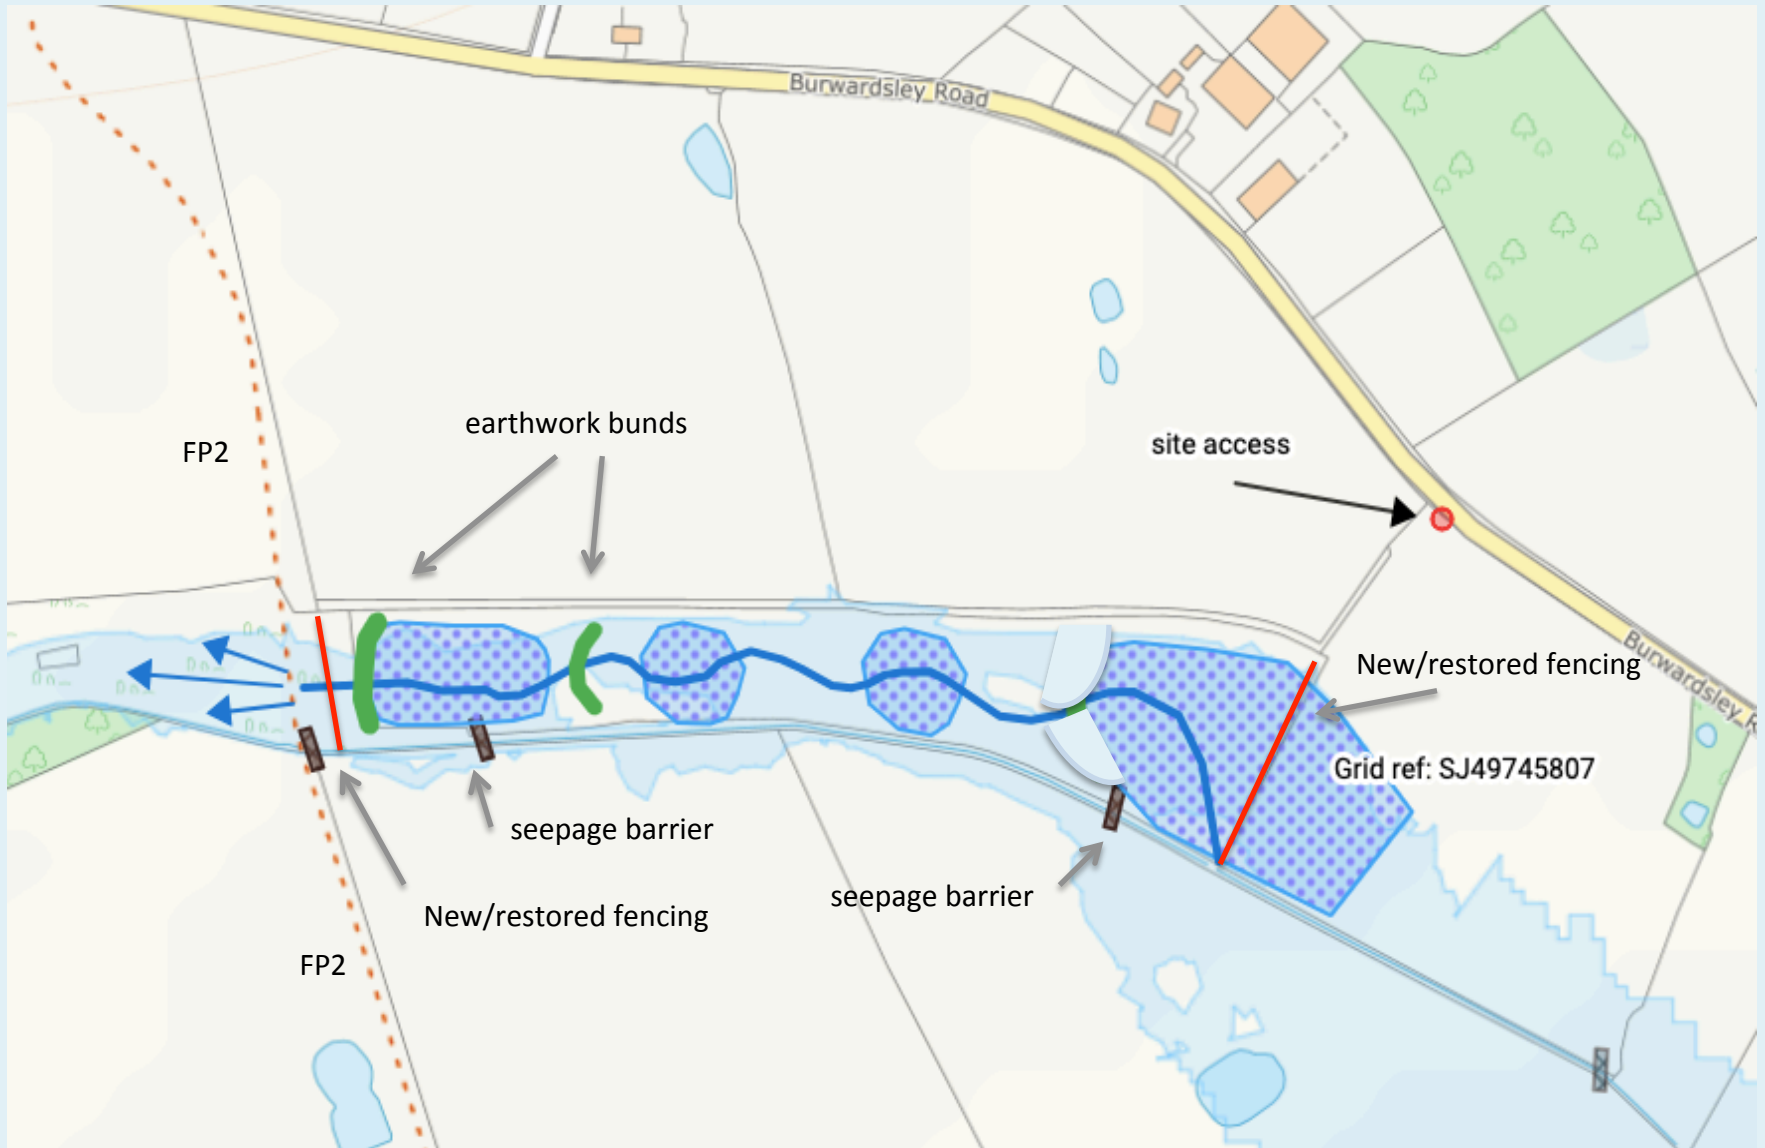 Burwardsley Road
earthwork bunds
FP2
site access
Burwardsley R
New/restored fencing
Grid ref: SJ49745807
seepage barrier
seepage barrier
New/restored fencing
FP2